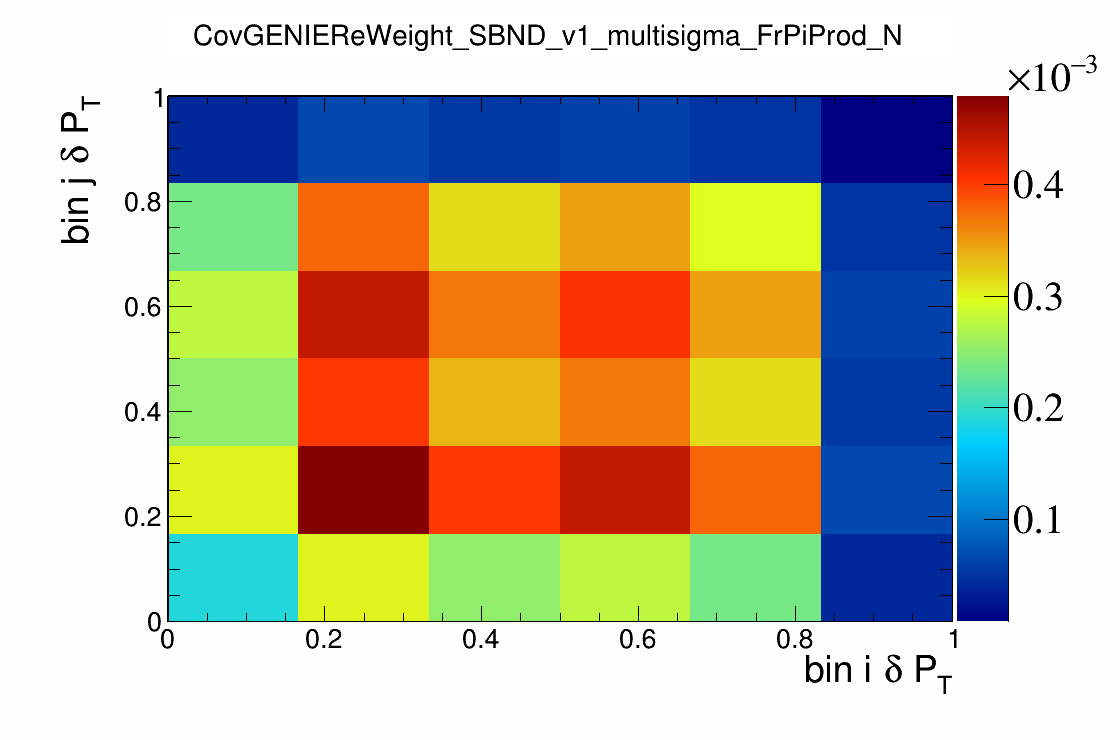 CovGENIEReWeight_SBND_v1_multisigma_FrPiProd_N
×10⁻³
bin j δ P_T
1
0.8
0.6
0.4
0.2
0
0 0.2 0.4 0.6 0.8 1
bin i δ P_T
0.4
0.3
0.2
0.1